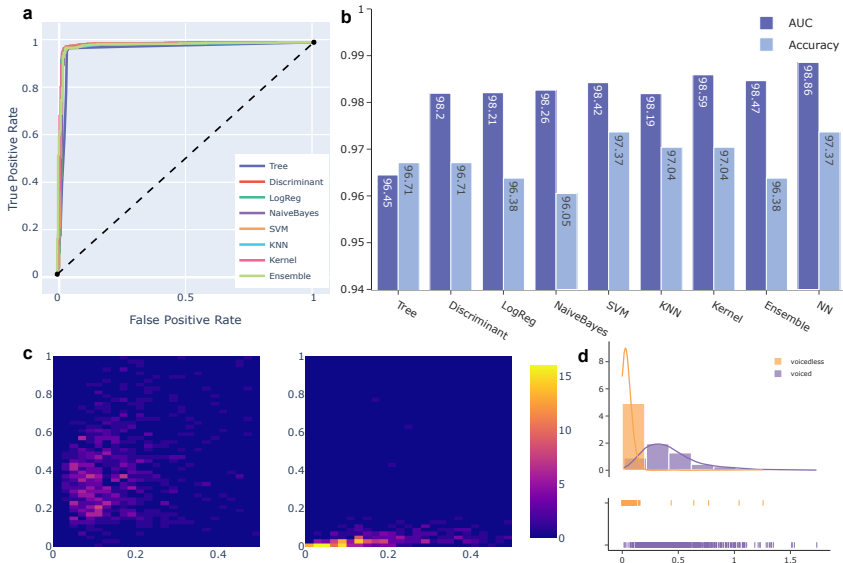 a
True Positive Rate
1
0.8
0.6
0.4
0.2
0
0
0.5
1
False Positive Rate
Tree
Discriminant
LogReg
NaiveBayes
SVM
KNN
Kernel
Ensemble
b
AUC
Accuracy
1
0.99
0.98
0.97
0.96
0.95
0.94
96.45
96.71
98.2
96.71
98.21
96.38
98.26
96.05
98.42
97.37
98.19
97.04
98.59
97.04
98.47
96.38
98.86
97.37
Tree
Discriminant
LogReg
NaiveBayes
SVM
KNN
Kernel
Ensemble
NN
c
1
0.8
0.6
0.4
0.2
0
0
0.2
0.4
1
0.8
0.6
0.4
0.2
0
0
0.2
0.4
15
10
5
0
d
voicedless
voiced
8
6
4
2
0
0
0.5
1
1.5